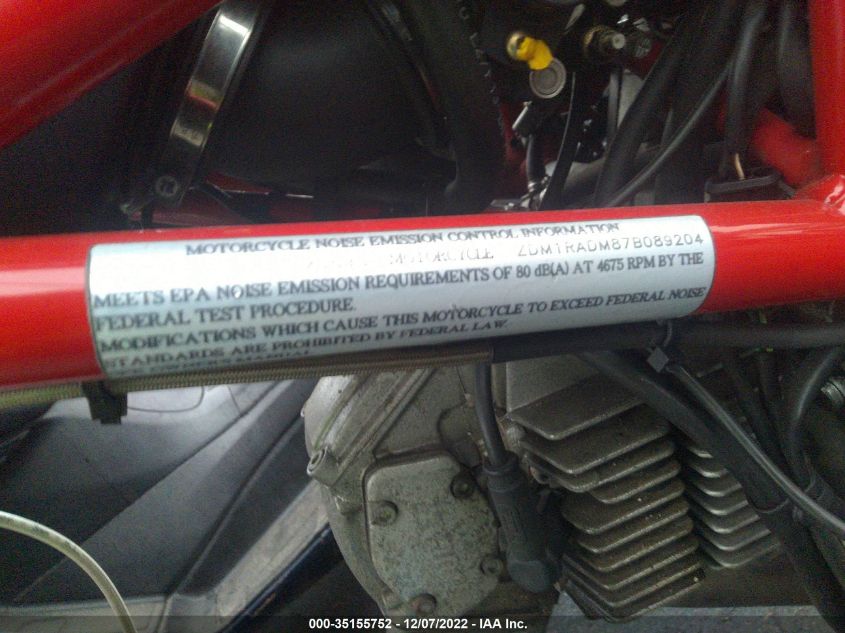 MOTORCYCLE NOISE EMISSION CONTROL INFORMATION
MOTORCYCLE ZDM1RADM87B089204
MEETS EPA NOISE EMISSION REQUIREMENTS OF 80 dB(A) AT 4675 RPM BY THE
FEDERAL TEST PROCEDURE.
MODIFICATIONS WHICH CAUSE THIS MOTORCYCLE TO EXCEED FEDERAL NOISE
STANDARDS ARE PROHIBITED BY FEDERAL LAW.
OWNER'S MANUAL
000-35155752 - 12/07/2022 - IAA Inc.